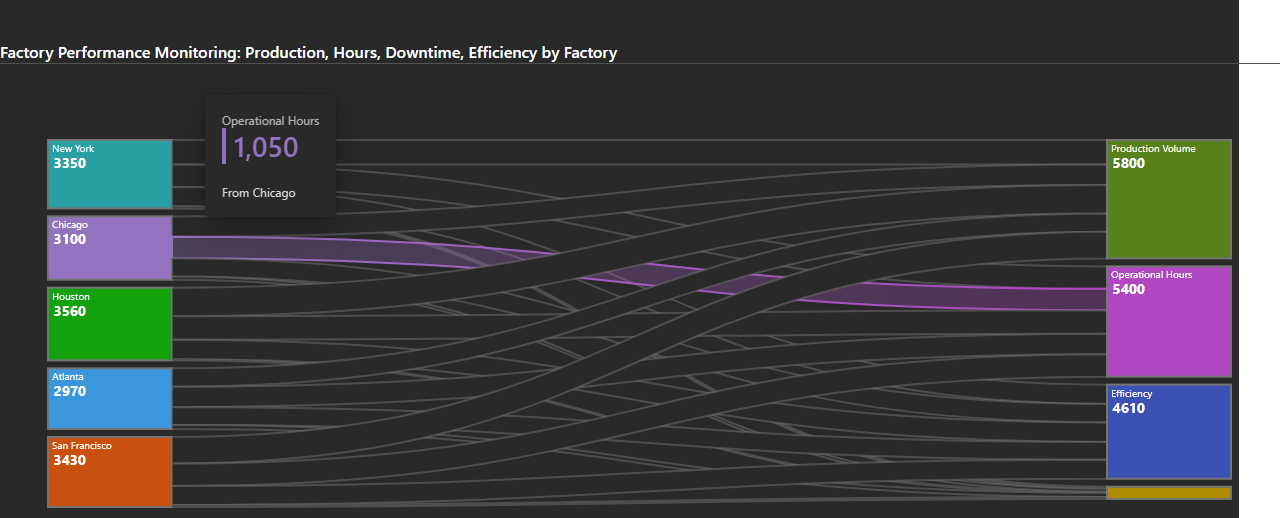 Factory Performance Monitoring: Production, Hours, Downtime, Efficiency by Factory
Operational Hours
1,050
From Chicago
New York
3350
Chicago
3100
Houston
3560
Atlanta
2970
San Francisco
3430
Production Volume
5800
Operational Hours
5400
Efficiency
4610